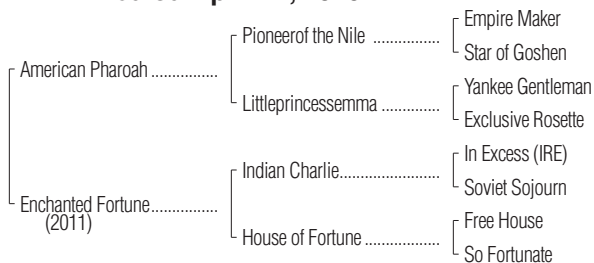 Empire Maker
Pioneerof the Nile ...............
Star of Goshen
American Pharoah ...............
Yankee Gentleman
Littleprincessemma .............
Exclusive Rosette
In Excess (IRE)
Indian Charlie......................
Soviet Sojourn
Enchanted Fortune...............
(2011)
Free House
House of Fortune .................
So Fortunate